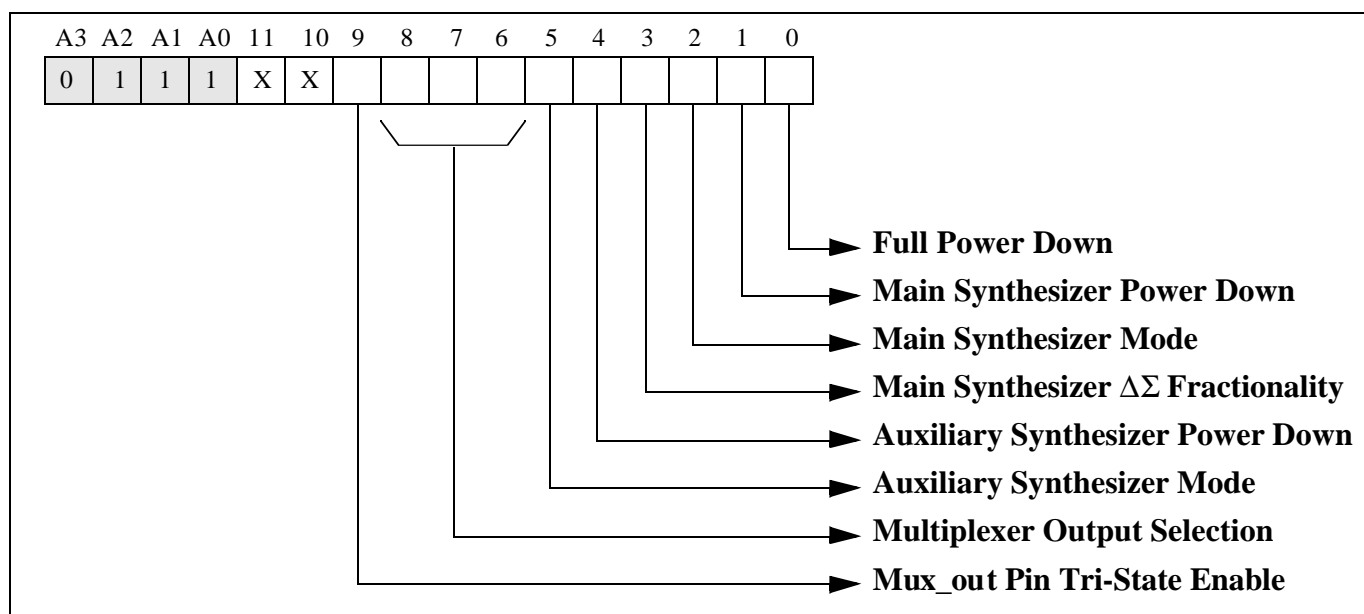 A3 A2 A1 A0 11 10 9 8 7 6 5 4 3 2 1 0
0 1 1 1 X X
Full Power Down
Main Synthesizer Power Down
Main Synthesizer Mode
Main Synthesizer ΔΣ Fractionality
Auxiliary Synthesizer Power Down
Auxiliary Synthesizer Mode
Multiplexer Output Selection
Mux_out Pin Tri-State Enable